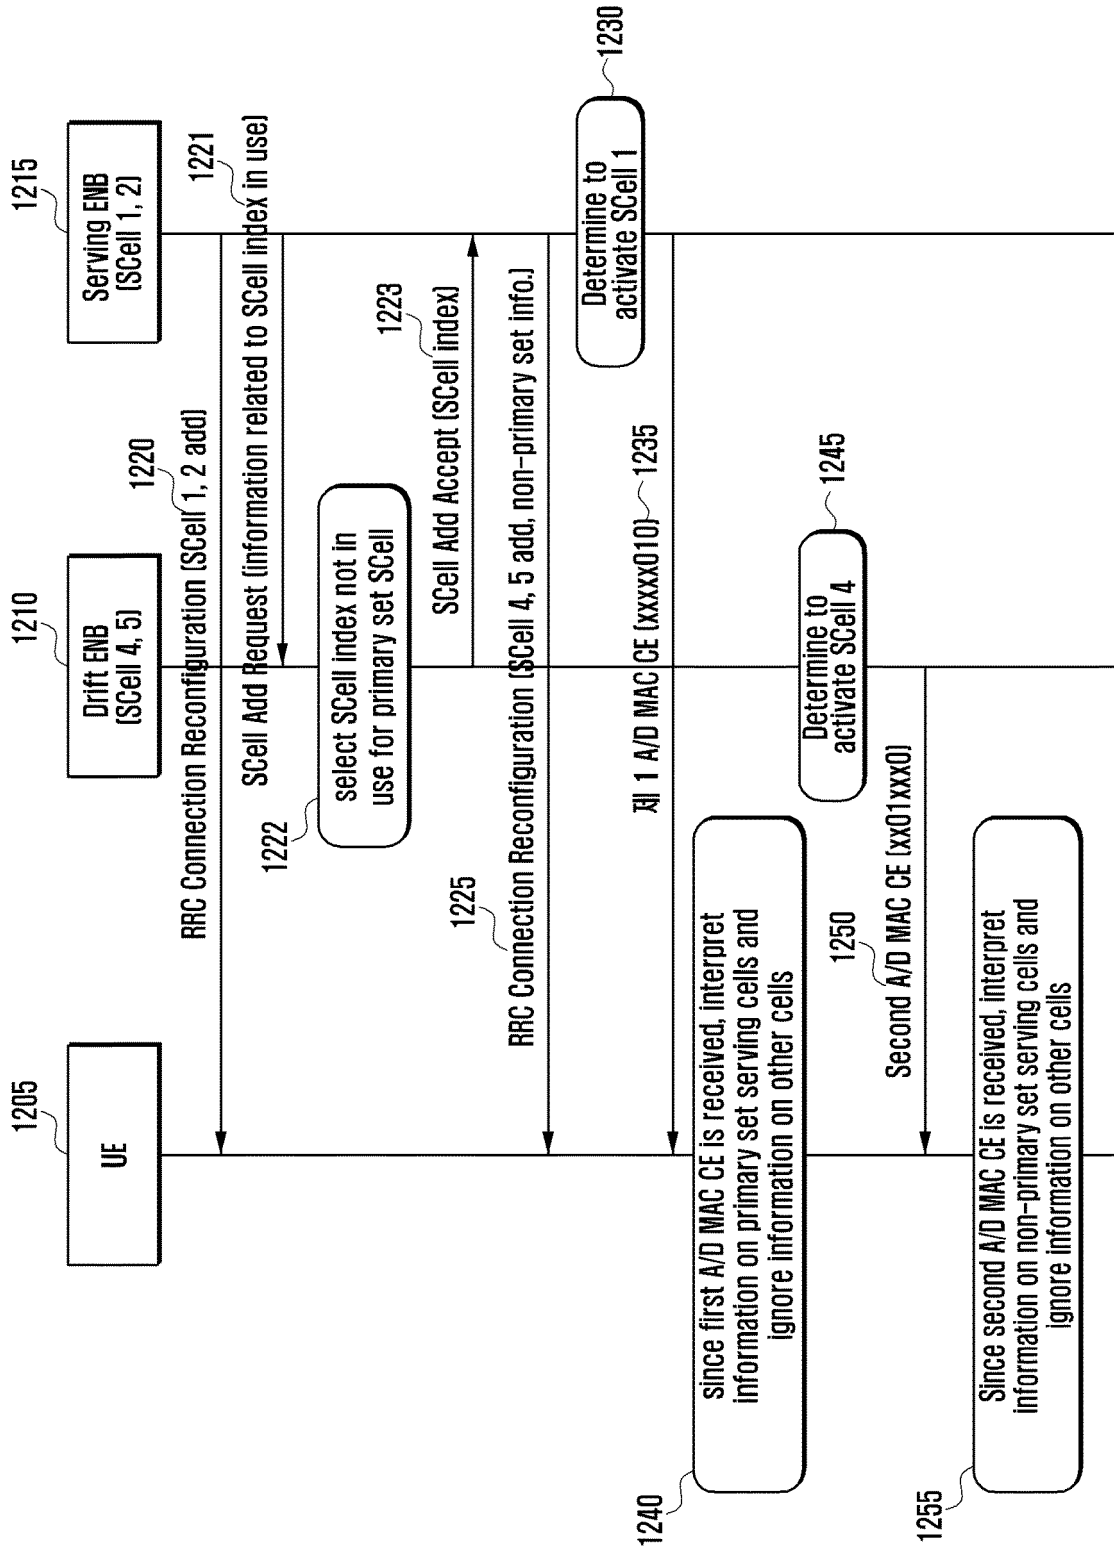 1205
UE
1210
Drift ENB
(SCell 4, 5)
1215
Serving ENB
(SCell 1, 2)
1220
RRC Connection Reconfiguration (SCell 1, 2 add)
1221
SCell Add Request (information related to SCell index in use)
1222
select SCell index not in
use for primary set SCell
1223
SCell Add Accept (SCell index)
1225
RRC Connection Reconfiguration (SCell 4, 5 add, non-primary set info.)
1230
Determine to
activate SCell 1
제 1 A/D MAC CE (xxxxx010)
1235
1240
since first A/D MAC CE is received, interpret
information on primary set serving cells and
ignore information on other cells
1245
Determine to
activate SCell 4
1250
Second A/D MAC CE (xx01xxx0)
1255
Since second A/D MAC CE is received, interpret
information on non-primary set serving cells and
ignore information on other cells